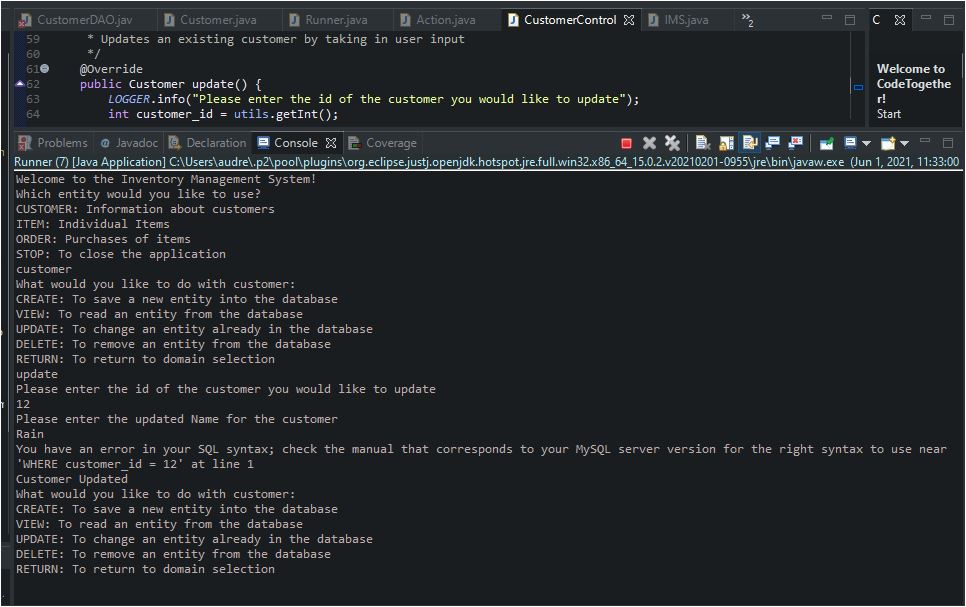 CustomerDAO.jav Customer.java Runner.java Action.java CustomerControl IMS.java »2 C
59 * Updates an existing customer by taking in user input
60 */
61 @Override
62 public Customer update() {
63 LOGGER.info("Please enter the id of the customer you would like to update");
64 int customer_id = utils.getInt();
Welcome to
CodeTogethe
r!
Start
Problems @ Javadoc Declaration Console Coverage
Runner (7) [Java Application] C:\Users\audre\.p2\pool\plugins\org.eclipse.justj.openjdk.hotspot.jre.full.win32.x86_64_15.0.2.v20210201-0955\jre\bin\javaw.exe (Jun 1, 2021, 11:33:00
Welcome to the Inventory Management System!
Which entity would you like to use?
CUSTOMER: Information about customers
ITEM: Individual Items
ORDER: Purchases of items
STOP: To close the application
customer
What would you like to do with customer:
CREATE: To save a new entity into the database
VIEW: To read an entity from the database
UPDATE: To change an entity already in the database
DELETE: To remove an entity from the database
RETURN: To return to domain selection
update
Please enter the id of the customer you would like to update
12
Please enter the updated Name for the customer
Rain
You have an error in your SQL syntax; check the manual that corresponds to your MySQL server version for the right syntax to use near
'WHERE customer_id = 12' at line 1
Customer Updated
What would you like to do with customer:
CREATE: To save a new entity into the database
VIEW: To read an entity from the database
UPDATE: To change an entity already in the database
DELETE: To remove an entity from the database
RETURN: To return to domain selection